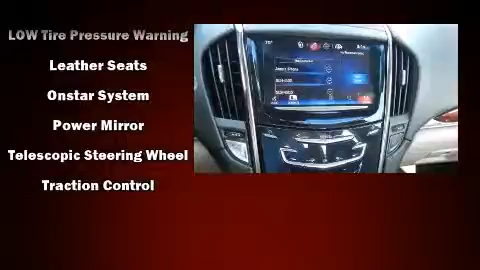 LOW Tire Pressure Warning
Leather Seats
Onstar System
Power Mirror
Telescopic Steering Wheel
Traction Control